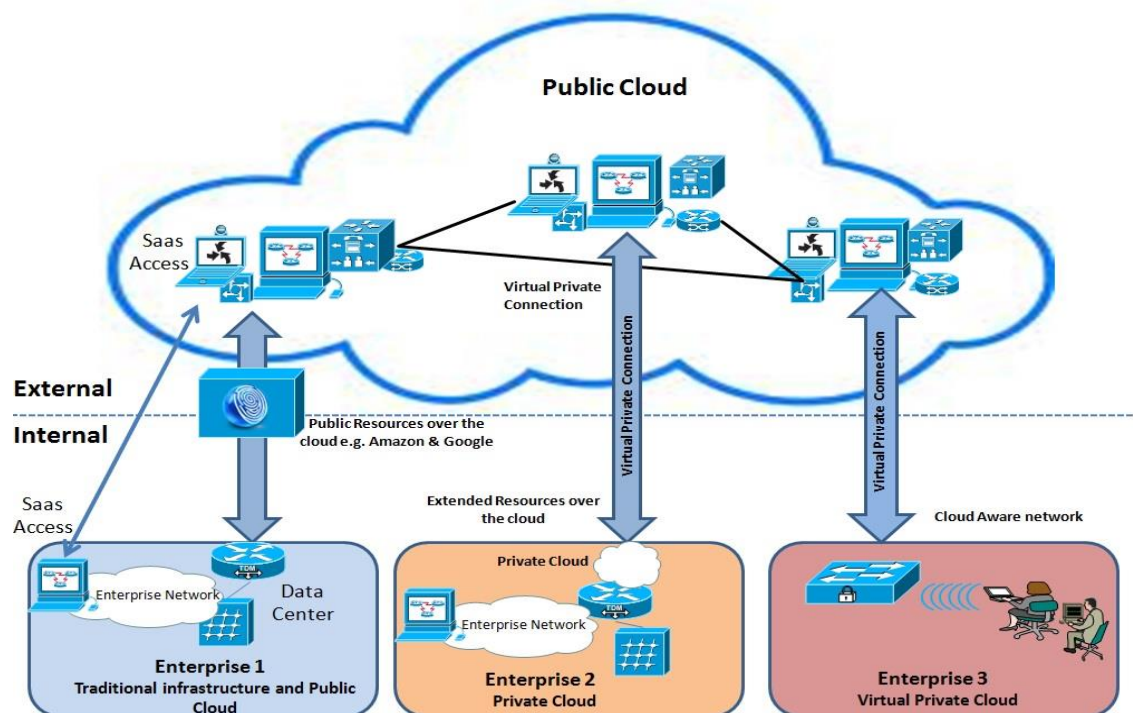 Public Cloud
Saas
Access
Virtual Private
Connection
Virtual Private Connection
Virtual Private Connection
External
Internal
Public Resources over the
cloud e.g. Amazon & Google
Saas
Access
Extended Resources over
the cloud
Cloud Aware network
TDM
Enterprise Network
Data
Center
Enterprise 1
Traditional infrastructure and Public
Cloud
Private Cloud
TDM
Enterprise Network
Enterprise 2
Private Cloud
Enterprise 3
Virtual Private Cloud